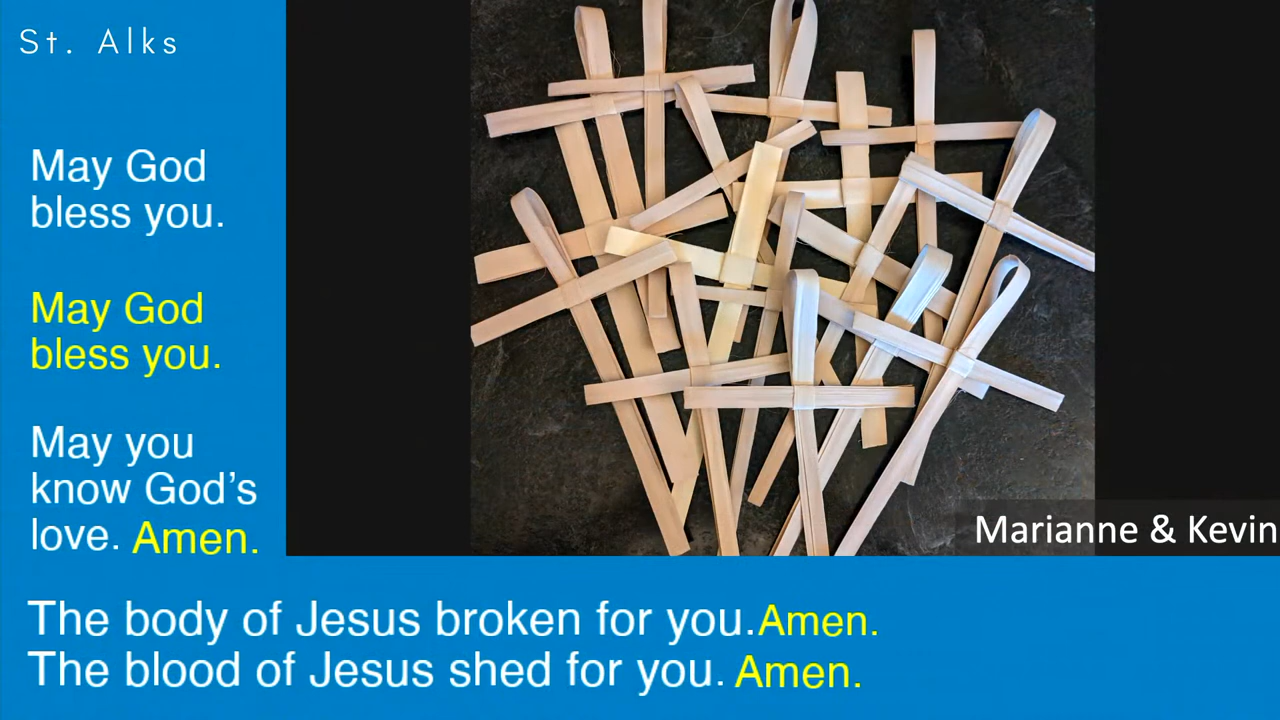 St. Alks
May God
bless you.
May God
bless you.
May you
know God's
love. Amen.
Marianne & Kevin
The body of Jesus broken for you. Amen.
The blood of Jesus shed for you. Amen.